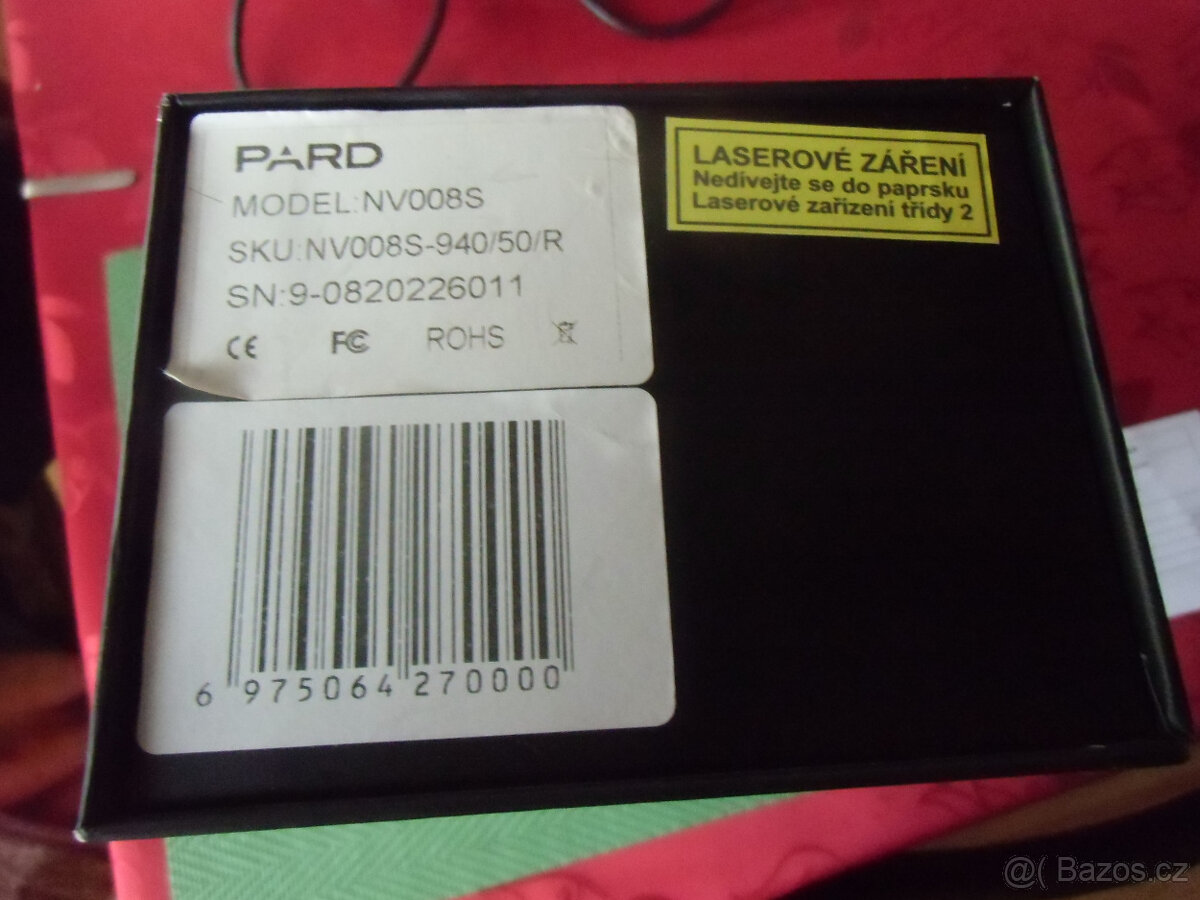 PARD
MODEL:NV008S
SKU:NV008S-940/50/R
SN:9-0820226011
CE FC ROHS
LASEROVÉ ZÁŘENÍ
Nedívejte se do paprsku
Laserové zařízení třídy 2
6 975064 270000
@( Bazos.cz